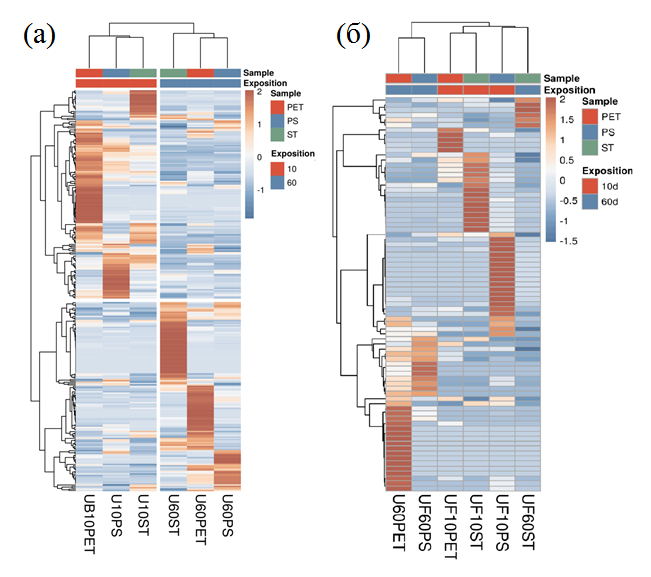 (а)
Sample
Exposition
2
1
0
-1
Sample
PET
PS
ST
Exposition
10
60
UB10PET
U10PS
U10ST
U60ST
U60PET
U60PS
(б)
Sample
Exposition
2
1.5
1
0.5
0
-0.5
-1
-1.5
Sample
PET
PS
ST
Exposition
10d
60d
U60PET
UF60PS
UF10PET
UF10ST
UF10PS
UF60ST